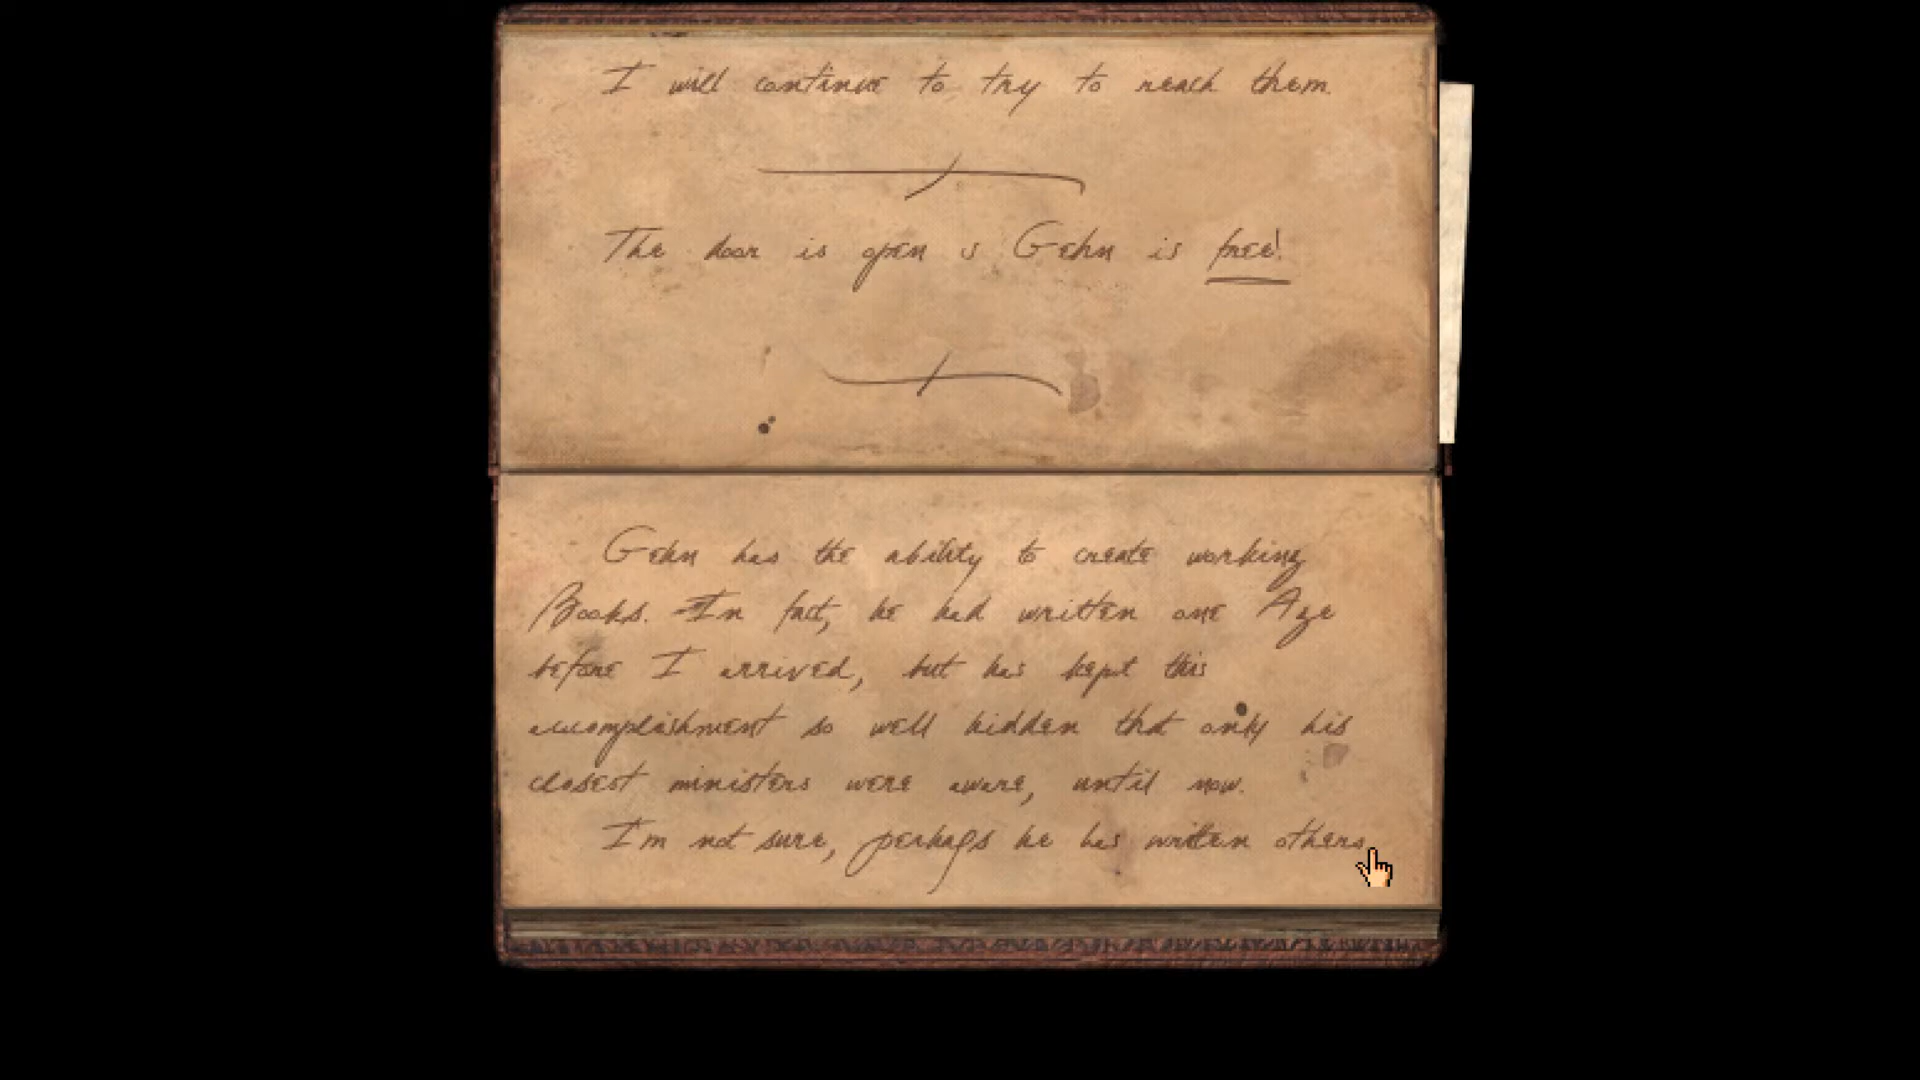 I will continue to try to reach them.
The door is open & Gehn is free!
Gehn has the ability to create working
Books. In fact, he had written one Age
before I arrived, but has kept this
accomplishment so well hidden that only his
closest ministers were aware, until now.
I'm not sure, perhaps he has written others.